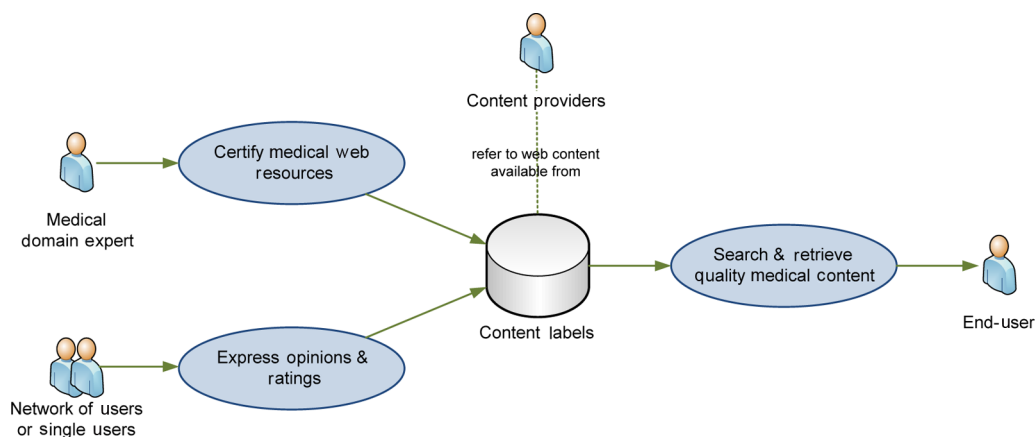 Content providers
refer to web content
available from
Certify medical web
resources
Medical
domain expert
Search & retrieve
quality medical content
Content labels
End-user
Express opinions &
ratings
Network of users
or single users